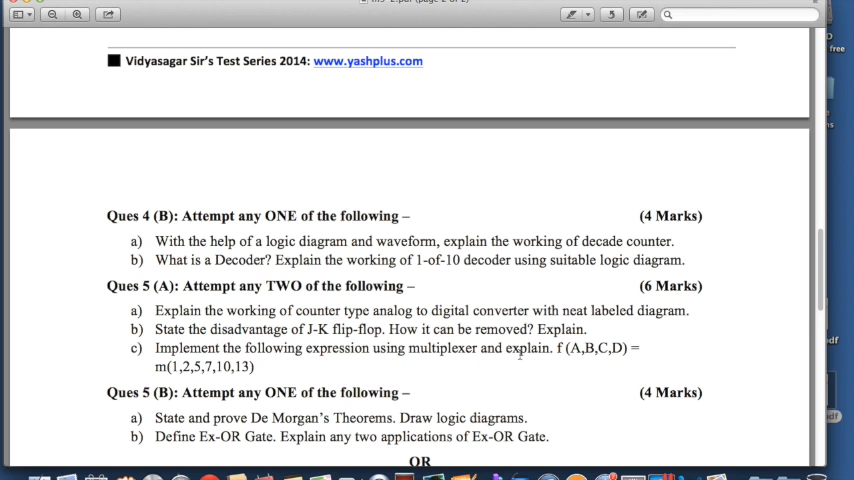 Vidyasagar Sir's Test Series 2014: www.yashplus.com
Ques 4 (B): Attempt any ONE of the following – (4 Marks)
a) With the help of a logic diagram and waveform, explain the working of decade counter.
b) What is a Decoder? Explain the working of 1-of-10 decoder using suitable logic diagram.
Ques 5 (A): Attempt any TWO of the following – (6 Marks)
a) Explain the working of counter type analog to digital converter with neat labeled diagram.
b) State the disadvantage of J-K flip-flop. How it can be removed? Explain.
c) Implement the following expression using multiplexer and explain. f (A,B,C,D) =
m(1,2,5,7,10,13)
Ques 5 (B): Attempt any ONE of the following – (4 Marks)
a) State and prove De Morgan's Theorems. Draw logic diagrams.
b) Define Ex-OR Gate. Explain any two applications of Ex-OR Gate.
OR
free